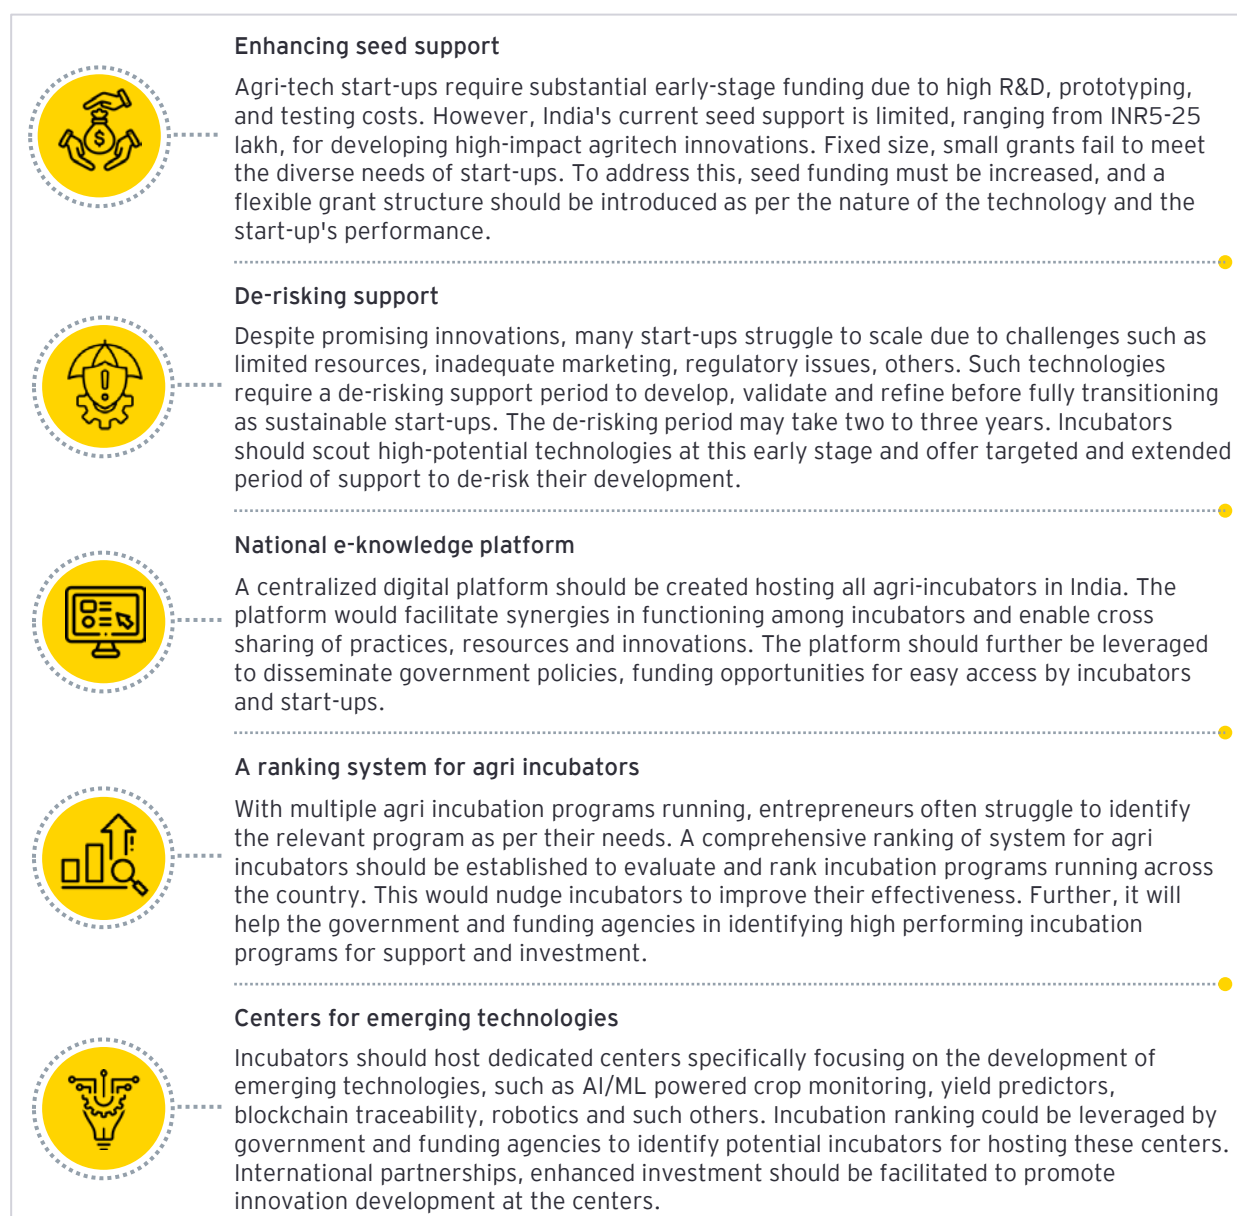 Enhancing seed support
Agri-tech start-ups require substantial early-stage funding due to high R&D, prototyping,
and testing costs. However, India's current seed support is limited, ranging from INR5-25
lakh, for developing high-impact agritech innovations. Fixed size, small grants fail to meet
the diverse needs of start-ups. To address this, seed funding must be increased, and a
flexible grant structure should be introduced as per the nature of the technology and the
start-up's performance.
De-risking support
Despite promising innovations, many start-ups struggle to scale due to challenges such as
limited resources, inadequate marketing, regulatory issues, others. Such technologies
require a de-risking support period to develop, validate and refine before fully transitioning
as sustainable start-ups. The de-risking period may take two to three years. Incubators
should scout high-potential technologies at this early stage and offer targeted and extended
period of support to de-risk their development.
National e-knowledge platform
A centralized digital platform should be created hosting all agri-incubators in India. The
platform would facilitate synergies in functioning among incubators and enable cross
sharing of practices, resources and innovations. The platform should further be leveraged
to disseminate government policies, funding opportunities for easy access by incubators
and start-ups.
A ranking system for agri incubators
With multiple agri incubation programs running, entrepreneurs often struggle to identify
the relevant program as per their needs. A comprehensive ranking of system for agri
incubators should be established to evaluate and rank incubation programs running across
the country. This would nudge incubators to improve their effectiveness. Further, it will
help the government and funding agencies in identifying high performing incubation
programs for support and investment.
Centers for emerging technologies
Incubators should host dedicated centers specifically focusing on the development of
emerging technologies, such as AI/ML powered crop monitoring, yield predictors,
blockchain traceability, robotics and such others. Incubation ranking could be leveraged by
government and funding agencies to identify potential incubators for hosting these centers.
International partnerships, enhanced investment should be facilitated to promote
innovation development at the centers.